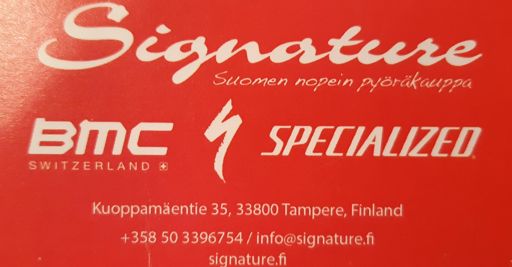 Signature
Suomen nopein pyöräkauppa
BMC SPECIALIZED
SWITZERLAND
Kuoppamäentie 35, 33800 Tampere, Finland
+358 50 3396754 / info@signature.fi
signature.fi